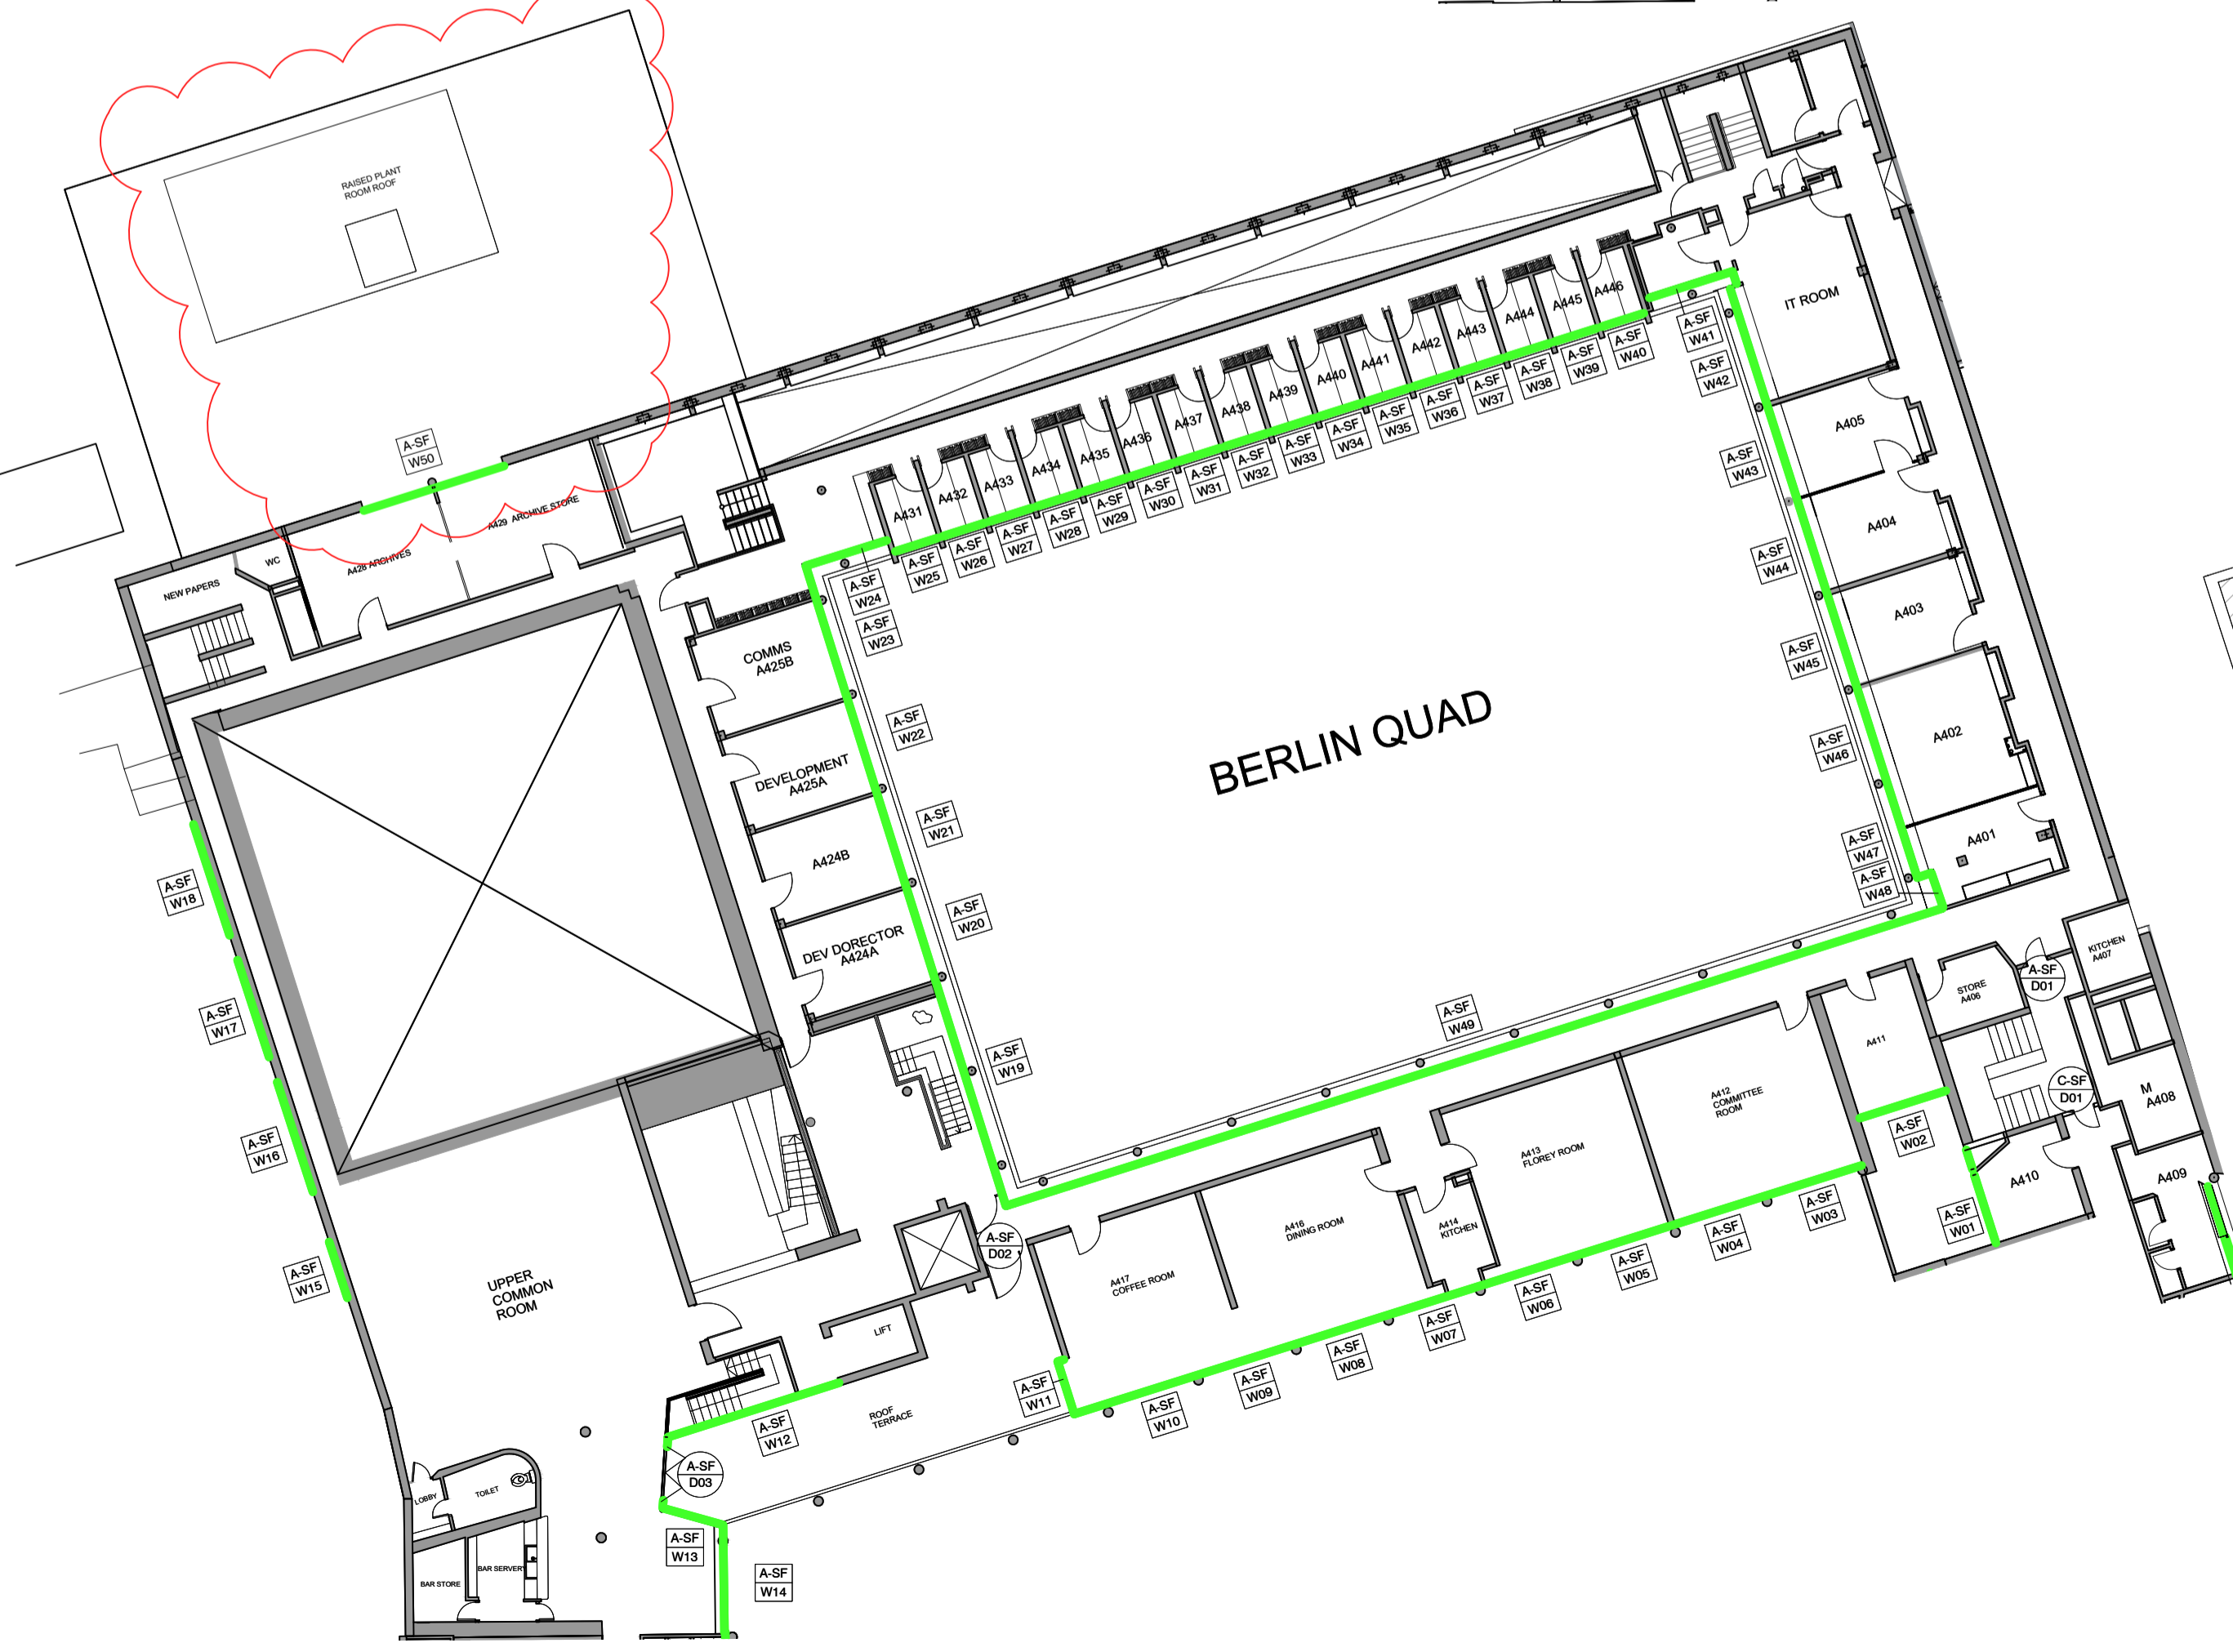 RAISED PLANT
ROOM ROOF
A-SF
W50
A429 ARCHIVE STORE
A428 ARCHIVES
WC
NEW PAPERS
COMMS
A425B
DEVELOPMENT
A425A
A424B
DEV DORECTOR
A424A
A431
A432
A433
A434
A435
A436
A437
A438
A439
A440
A441
A442
A443
A444
A445
A446
IT ROOM
A405
A404
A403
A402
A401
BERLIN QUAD
A-SF
W41
A-SF
W42
A-SF
W40
A-SF
W39
A-SF
W38
A-SF
W37
A-SF
W36
A-SF
W35
A-SF
W34
A-SF
W33
A-SF
W32
A-SF
W31
A-SF
W30
A-SF
W29
A-SF
W28
A-SF
W27
A-SF
W26
A-SF
W25
A-SF
W24
A-SF
W23
A-SF
W22
A-SF
W21
A-SF
W20
A-SF
W19
A-SF
W43
A-SF
W44
A-SF
W45
A-SF
W46
A-SF
W47
A-SF
W48
A-SF
W49
A-SF
W18
A-SF
W17
A-SF
W16
A-SF
W15
UPPER
COMMON
ROOM
LIFT
ROOF
TERRACE
A-SF
D02
A417
COFFEE ROOM
A416
DINING ROOM
A414
KITCHEN
A413
FLOREY ROOM
A412
COMMITTEE
ROOM
A411
STORE
A406
A-SF
D01
KITCHEN
A407
C-SF
D01
M
A408
A409
A410
A-SF
W02
A-SF
W01
A-SF
W03
A-SF
W04
A-SF
W05
A-SF
W06
A-SF
W07
A-SF
W08
A-SF
W09
A-SF
W10
A-SF
W11
A-SF
W12
A-SF
D03
A-SF
W13
A-SF
W14
LOBBY
TOILET
BAR STORE
BAR SERVERY